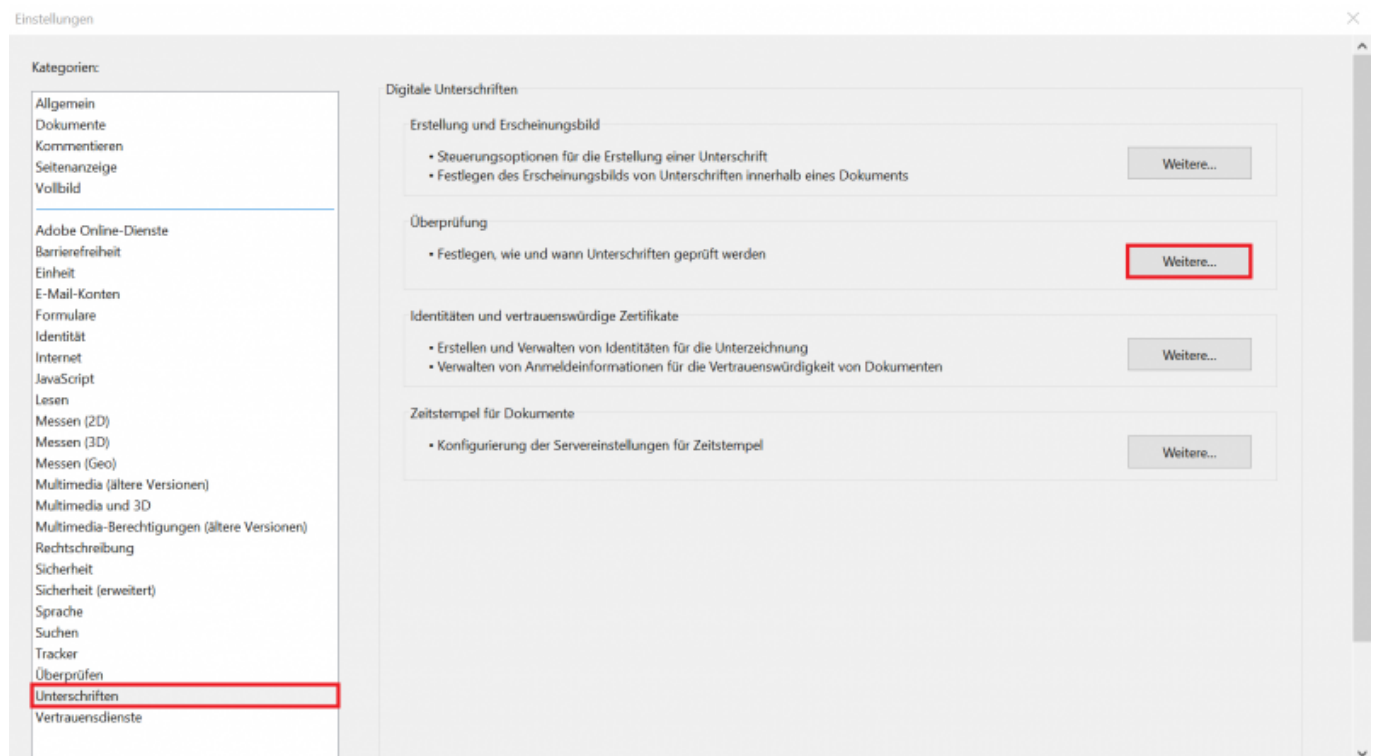 Einstellungen
Kategorien:
Allgemein
Dokumente
Kommentieren
Seitenanzeige
Vollbild
Adobe Online-Dienste
Barrierefreiheit
Einheit
E-Mail-Konten
Formulare
Identität
Internet
JavaScript
Lesen
Messen (2D)
Messen (3D)
Messen (Geo)
Multimedia (ältere Versionen)
Multimedia und 3D
Multimedia-Berechtigungen (ältere Versionen)
Rechtschreibung
Sicherheit
Sicherheit (erweitert)
Sprache
Suchen
Tracker
Überprüfen
Unterschriften
Vertrauensdienste
Digitale Unterschriften
Erstellung und Erscheinungsbild
• Steuerungsoptionen für die Erstellung einer Unterschrift
• Festlegen des Erscheinungsbilds von Unterschriften innerhalb eines Dokuments
Weitere...
Überprüfung
• Festlegen, wie und wann Unterschriften geprüft werden
Weitere...
Identitäten und vertrauenswürdige Zertifikate
• Erstellen und Verwalten von Identitäten für die Unterzeichnung
• Verwalten von Anmeldeinformationen für die Vertrauenswürdigkeit von Dokumenten
Weitere...
Zeitstempel für Dokumente
• Konfigurierung der Servereinstellungen für Zeitstempel
Weitere...